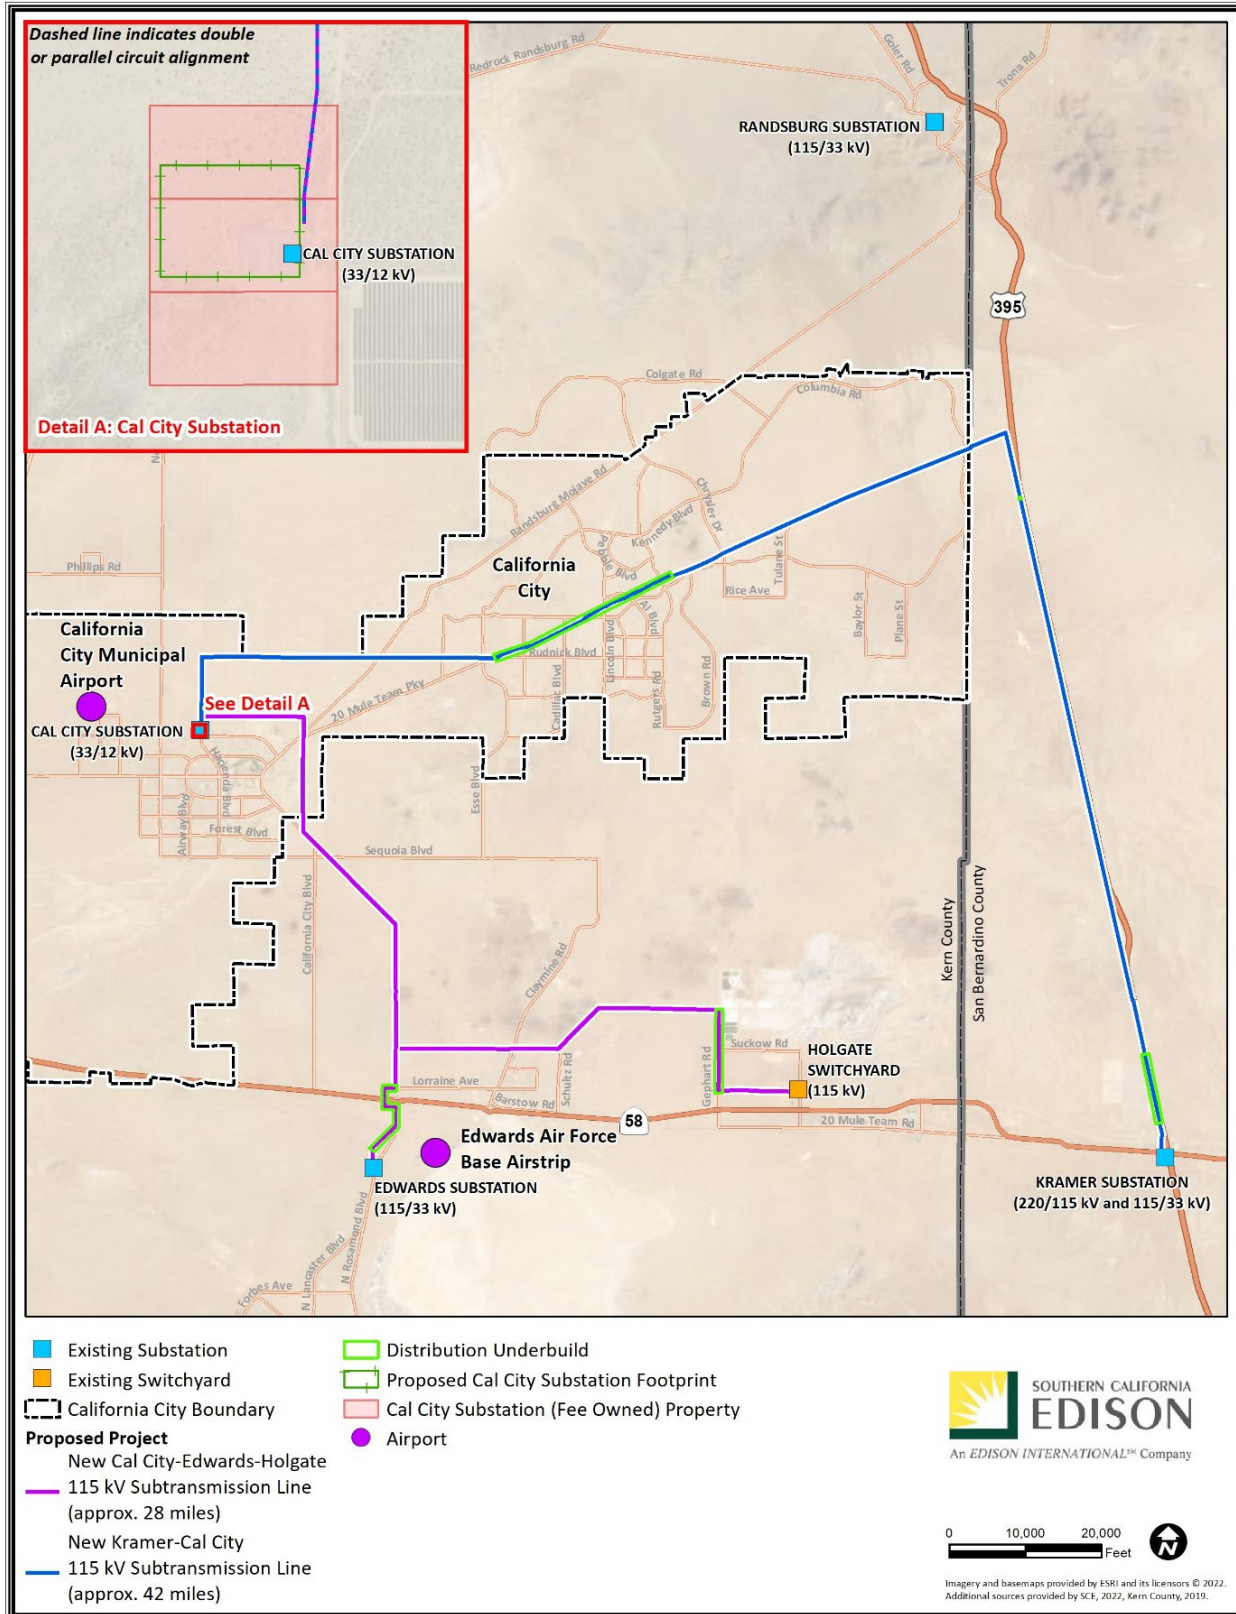 Dashed line indicates double
or parallel circuit alignment
CAL CITY SUBSTATION
(33/12 kV)
Detail A: Cal City Substation
Redrock Randsburg Rd
Goler Rd
Trona Rd
RANDSBURG SUBSTATION
(115/33 kV)
395
Colgate Rd
Columbia Rd
Randsburg Mojave Rd
Chrysler Dr
Kennedy Blvd
Pebble Blvd
Tulane St
Phillips Rd
California
City
Rice Ave
Al Blvd
Baylor St
Plane St
California
City Municipal
Airport
Rudnick Blvd
Lincoln Blvd
20 Mule Team Pky
Cadillac Blvd
Rutgers Rd
Brown Rd
See Detail A
CAL CITY SUBSTATION
(33/12 kV)
Hacienda Blvd
Airway Blvd
Forest Blvd
Esse Blvd
Sequoia Blvd
California City Blvd
Claymine Rd
Kern County
San Bernardino County
Suckow Rd
HOLGATE
SWITCHYARD
(115 kV)
Gephart Rd
Schultz Rd
Lorraine Ave
Barstow Rd
58
20 Mule Team Rd
Edwards Air Force
Base Airstrip
EDWARDS SUBSTATION
(115/33 kV)
KRAMER SUBSTATION
(220/115 kV and 115/33 kV)
N Rosamond Blvd
N Lancaster Blvd
Forbes Ave
Existing Substation
Existing Switchyard
California City Boundary
Proposed Project
New Cal City-Edwards-Holgate
115 kV Subtransmission Line
(approx. 28 miles)
New Kramer-Cal City
115 kV Subtransmission Line
(approx. 42 miles)
Distribution Underbuild
Proposed Cal City Substation Footprint
Cal City Substation (Fee Owned) Property
Airport
SOUTHERN CALIFORNIA
EDISON
An EDISON INTERNATIONAL℠ Company
0 10,000 20,000
Feet
N
Imagery and basemaps provided by ESRI and its licensors © 2022.
Additional sources provided by SCE, 2022, Kern County, 2019.